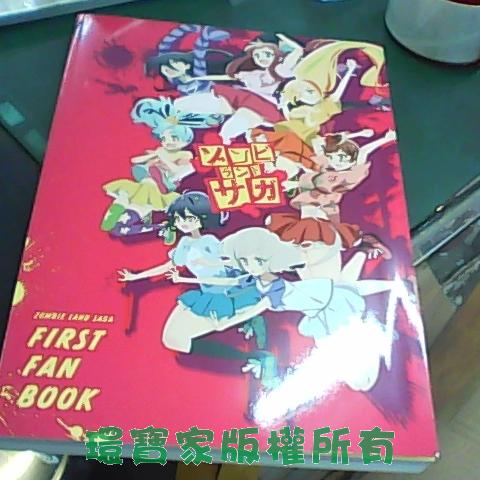 ゾンビ
ランド
サガ
ZOMBIE LAND SAGA
FIRST
FAN
BOOK
環寶家版權所有